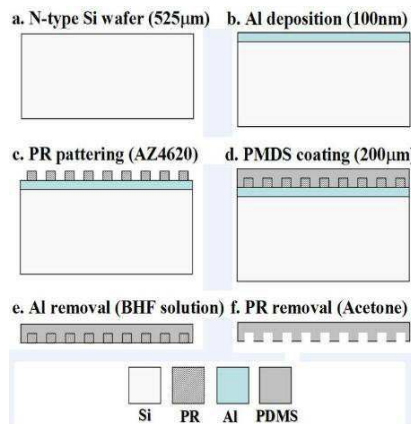 a. N-type Si wafer (525μm)
b. Al deposition (100nm)
c. PR pattering (AZ4620)
d. PMDS coating (200μm)
e. Al removal (BHF solution)
f. PR removal (Acetone)
Si PR Al PDMS